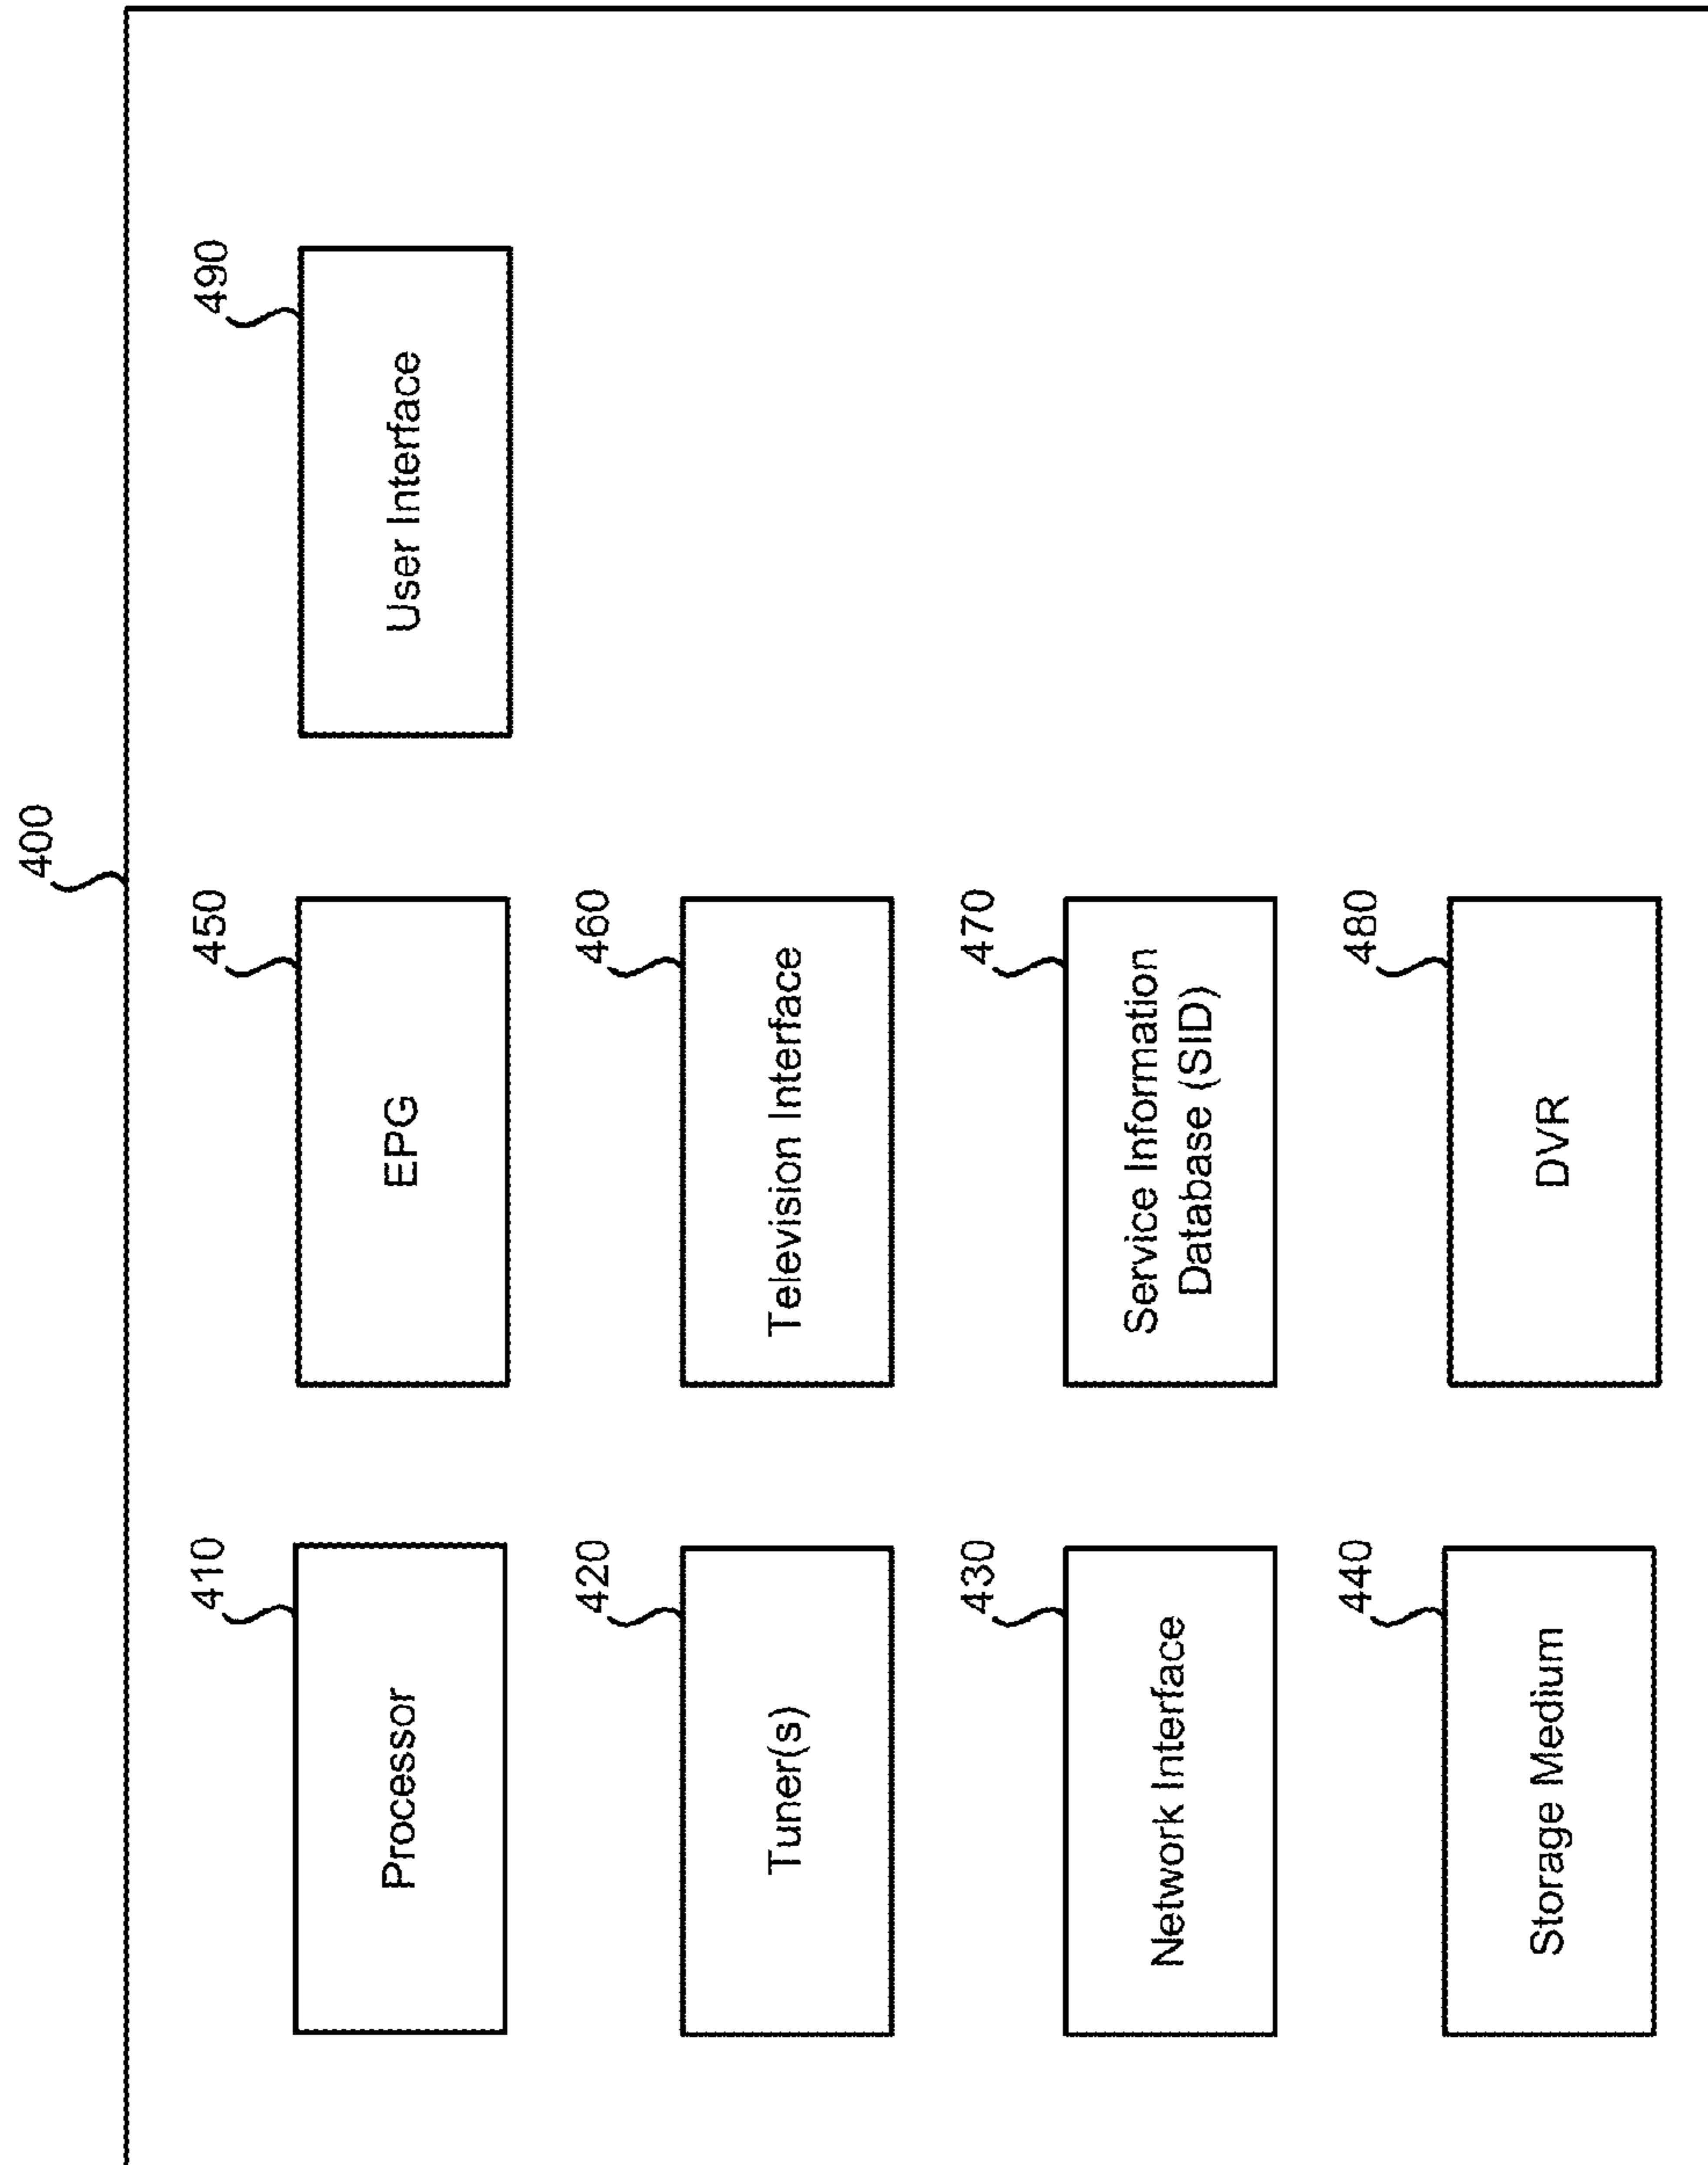 400
410
Processor
420
Tuner(s)
430
Network Interface
440
Storage Medium
450
EPG
460
Television Interface
470
Service Information
Database (SID)
480
DVR
490
User Interface